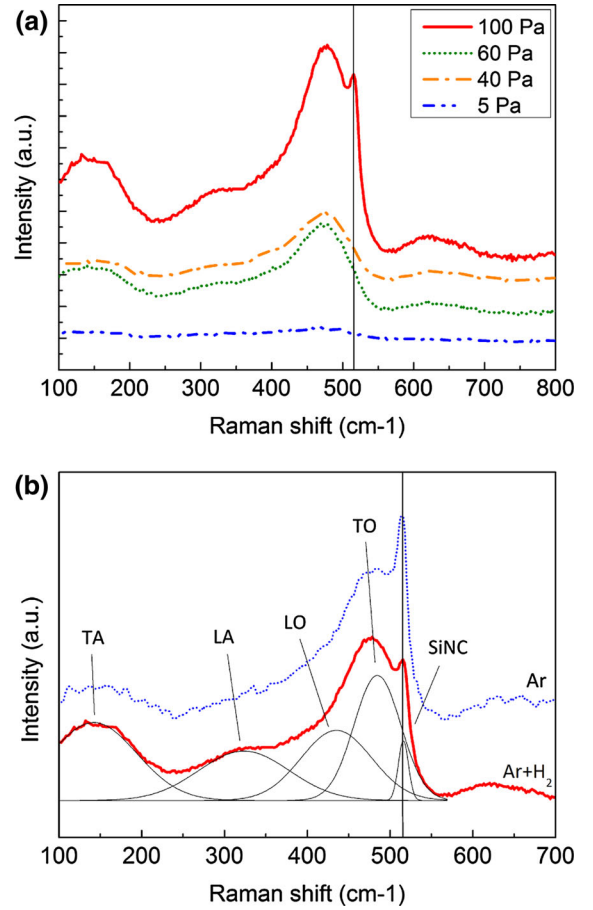 (a)
100 Pa
60 Pa
40 Pa
5 Pa
Intensity (a.u.)
100 200 300 400 500 600 700 800
Raman shift (cm-1)
(b)
TO
TA
LA
LO
SiNC
Ar
Ar+H₂
Intensity (a.u.)
100 200 300 400 500 600 700
Raman shift (cm-1)